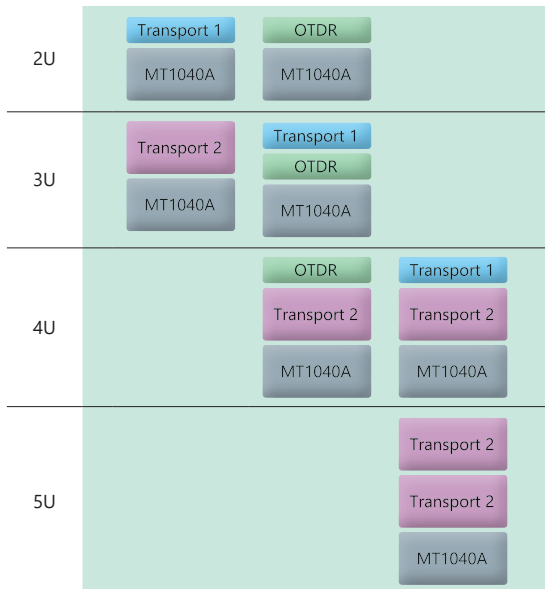 2U
Transport 1
MT1040A
OTDR
MT1040A
3U
Transport 2
MT1040A
Transport 1
OTDR
MT1040A
4U
OTDR
Transport 2
MT1040A
Transport 1
Transport 2
MT1040A
5U
Transport 2
Transport 2
MT1040A